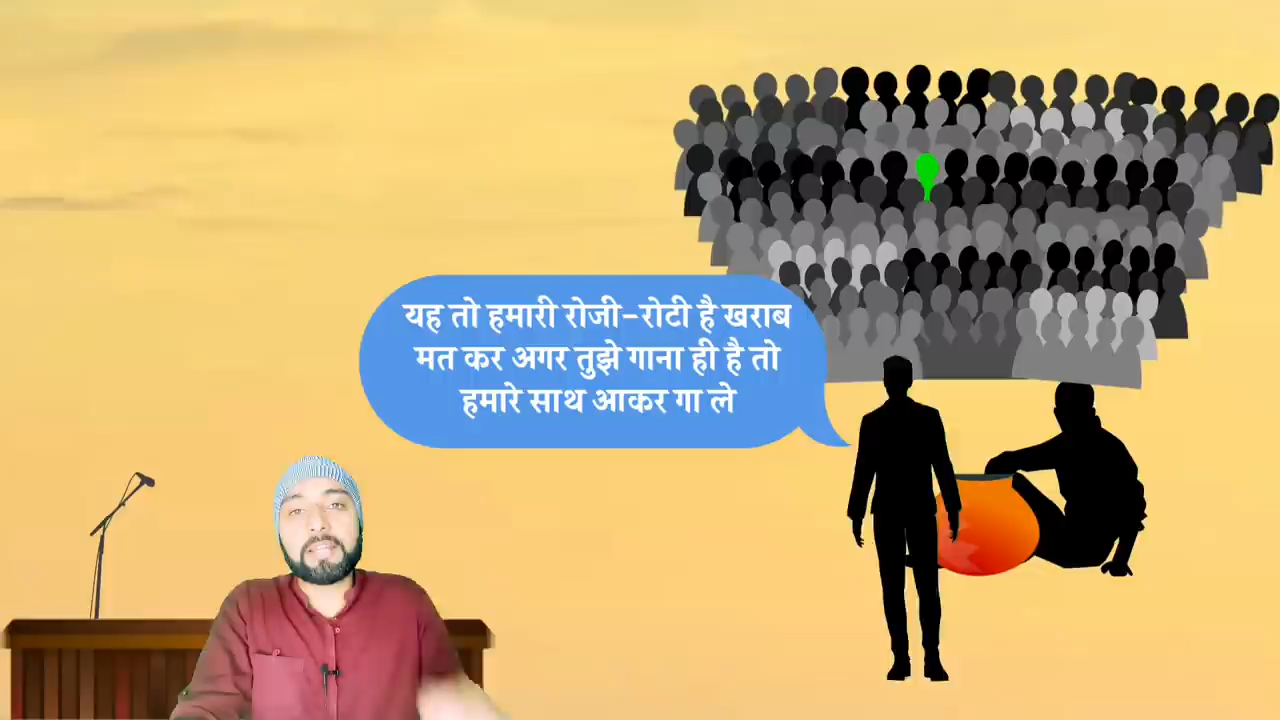 यह तो हमारी रोजी-रोटी है खराब
मत कर अगर तुझे गाना ही है तो
हमारे साथ आकर गा ले